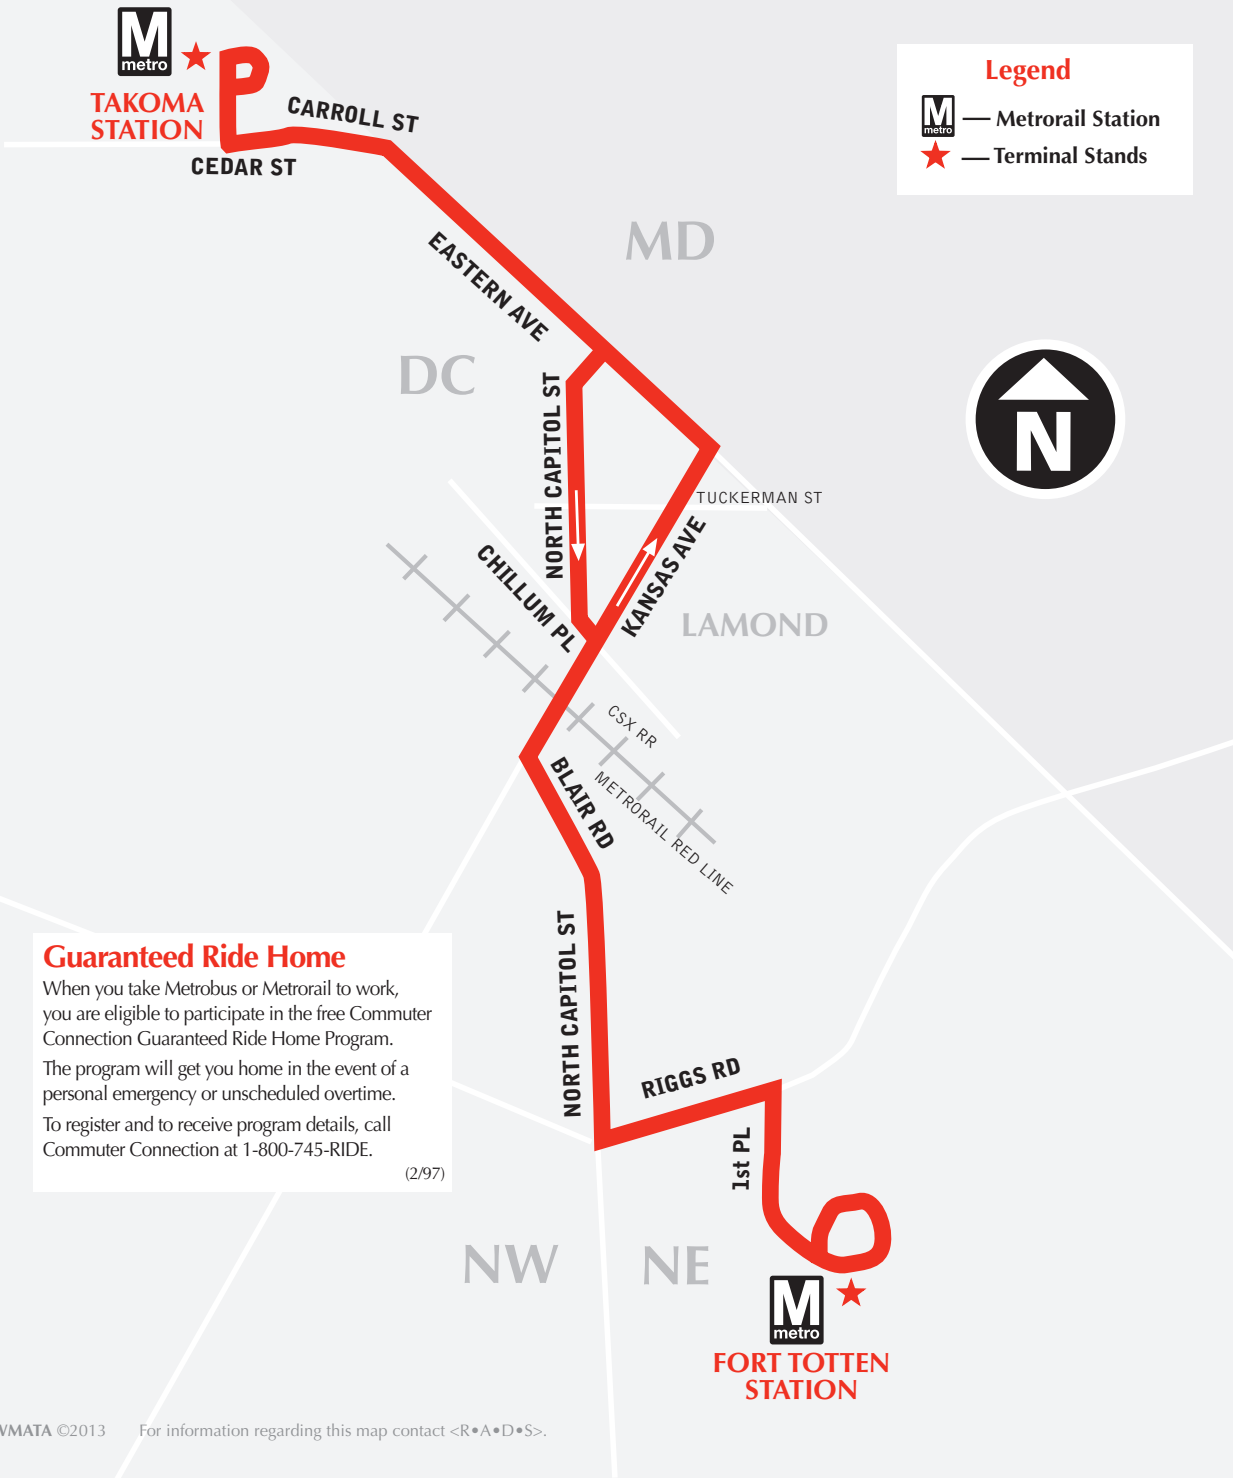 M
metro
TAKOMA
STATION
CARROLL ST
CEDAR ST
Legend
M
metro
— Metrorail Station
— Terminal Stands
MD
EASTERN AVE
DC
N
NORTH CAPITOL ST
TUCKERMAN ST
CHILLUM PL
KANSAS AVE
LAMOND
CSX RR
METRORAIL RED LINE
BLAIR RD
NORTH CAPITOL ST
Guaranteed Ride Home
When you take Metrobus or Metrorail to work,
you are eligible to participate in the free Commuter
Connection Guaranteed Ride Home Program.
The program will get you home in the event of a
personal emergency or unscheduled overtime.
To register and to receive program details, call
Commuter Connection at 1-800-745-RIDE.
(2/97)
RIGGS RD
1st PL
NW
NE
M
metro
FORT TOTTEN
STATION
WMATA ©2013 For information regarding this map contact <R•A•D•S>.